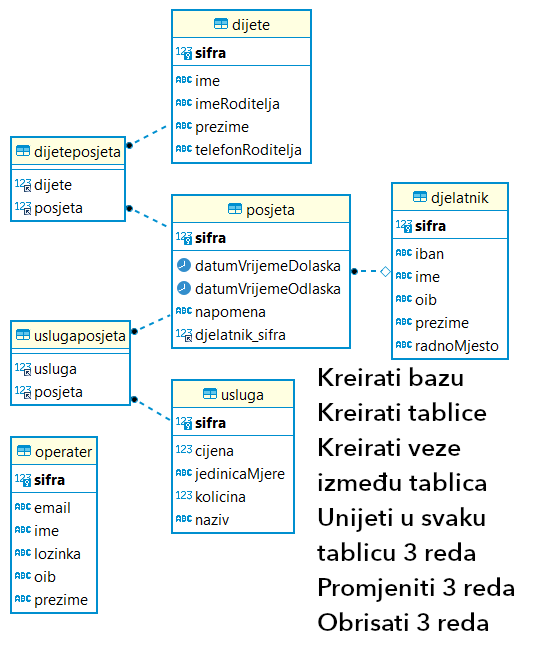 dijete
sifra
ime
imeRoditelja
prezime
telefonRoditelja
dijeteposjeta
dijete
posjeta
posjeta
sifra
datumVrijemeDolaska
datumVrijemeOdlaska
napomena
djelatnik_sifra
djelatnik
sifra
iban
ime
oib
prezime
radnoMjesto
uslugaposjeta
usluga
posjeta
usluga
sifra
cijena
jedinicaMjere
kolicina
naziv
operater
sifra
email
ime
lozinka
oib
prezime
Kreirati bazu
Kreirati tablice
Kreirati veze
između tablica
Unijeti u svaku
tablicu 3 reda
Promjeniti 3 reda
Obrisati 3 reda